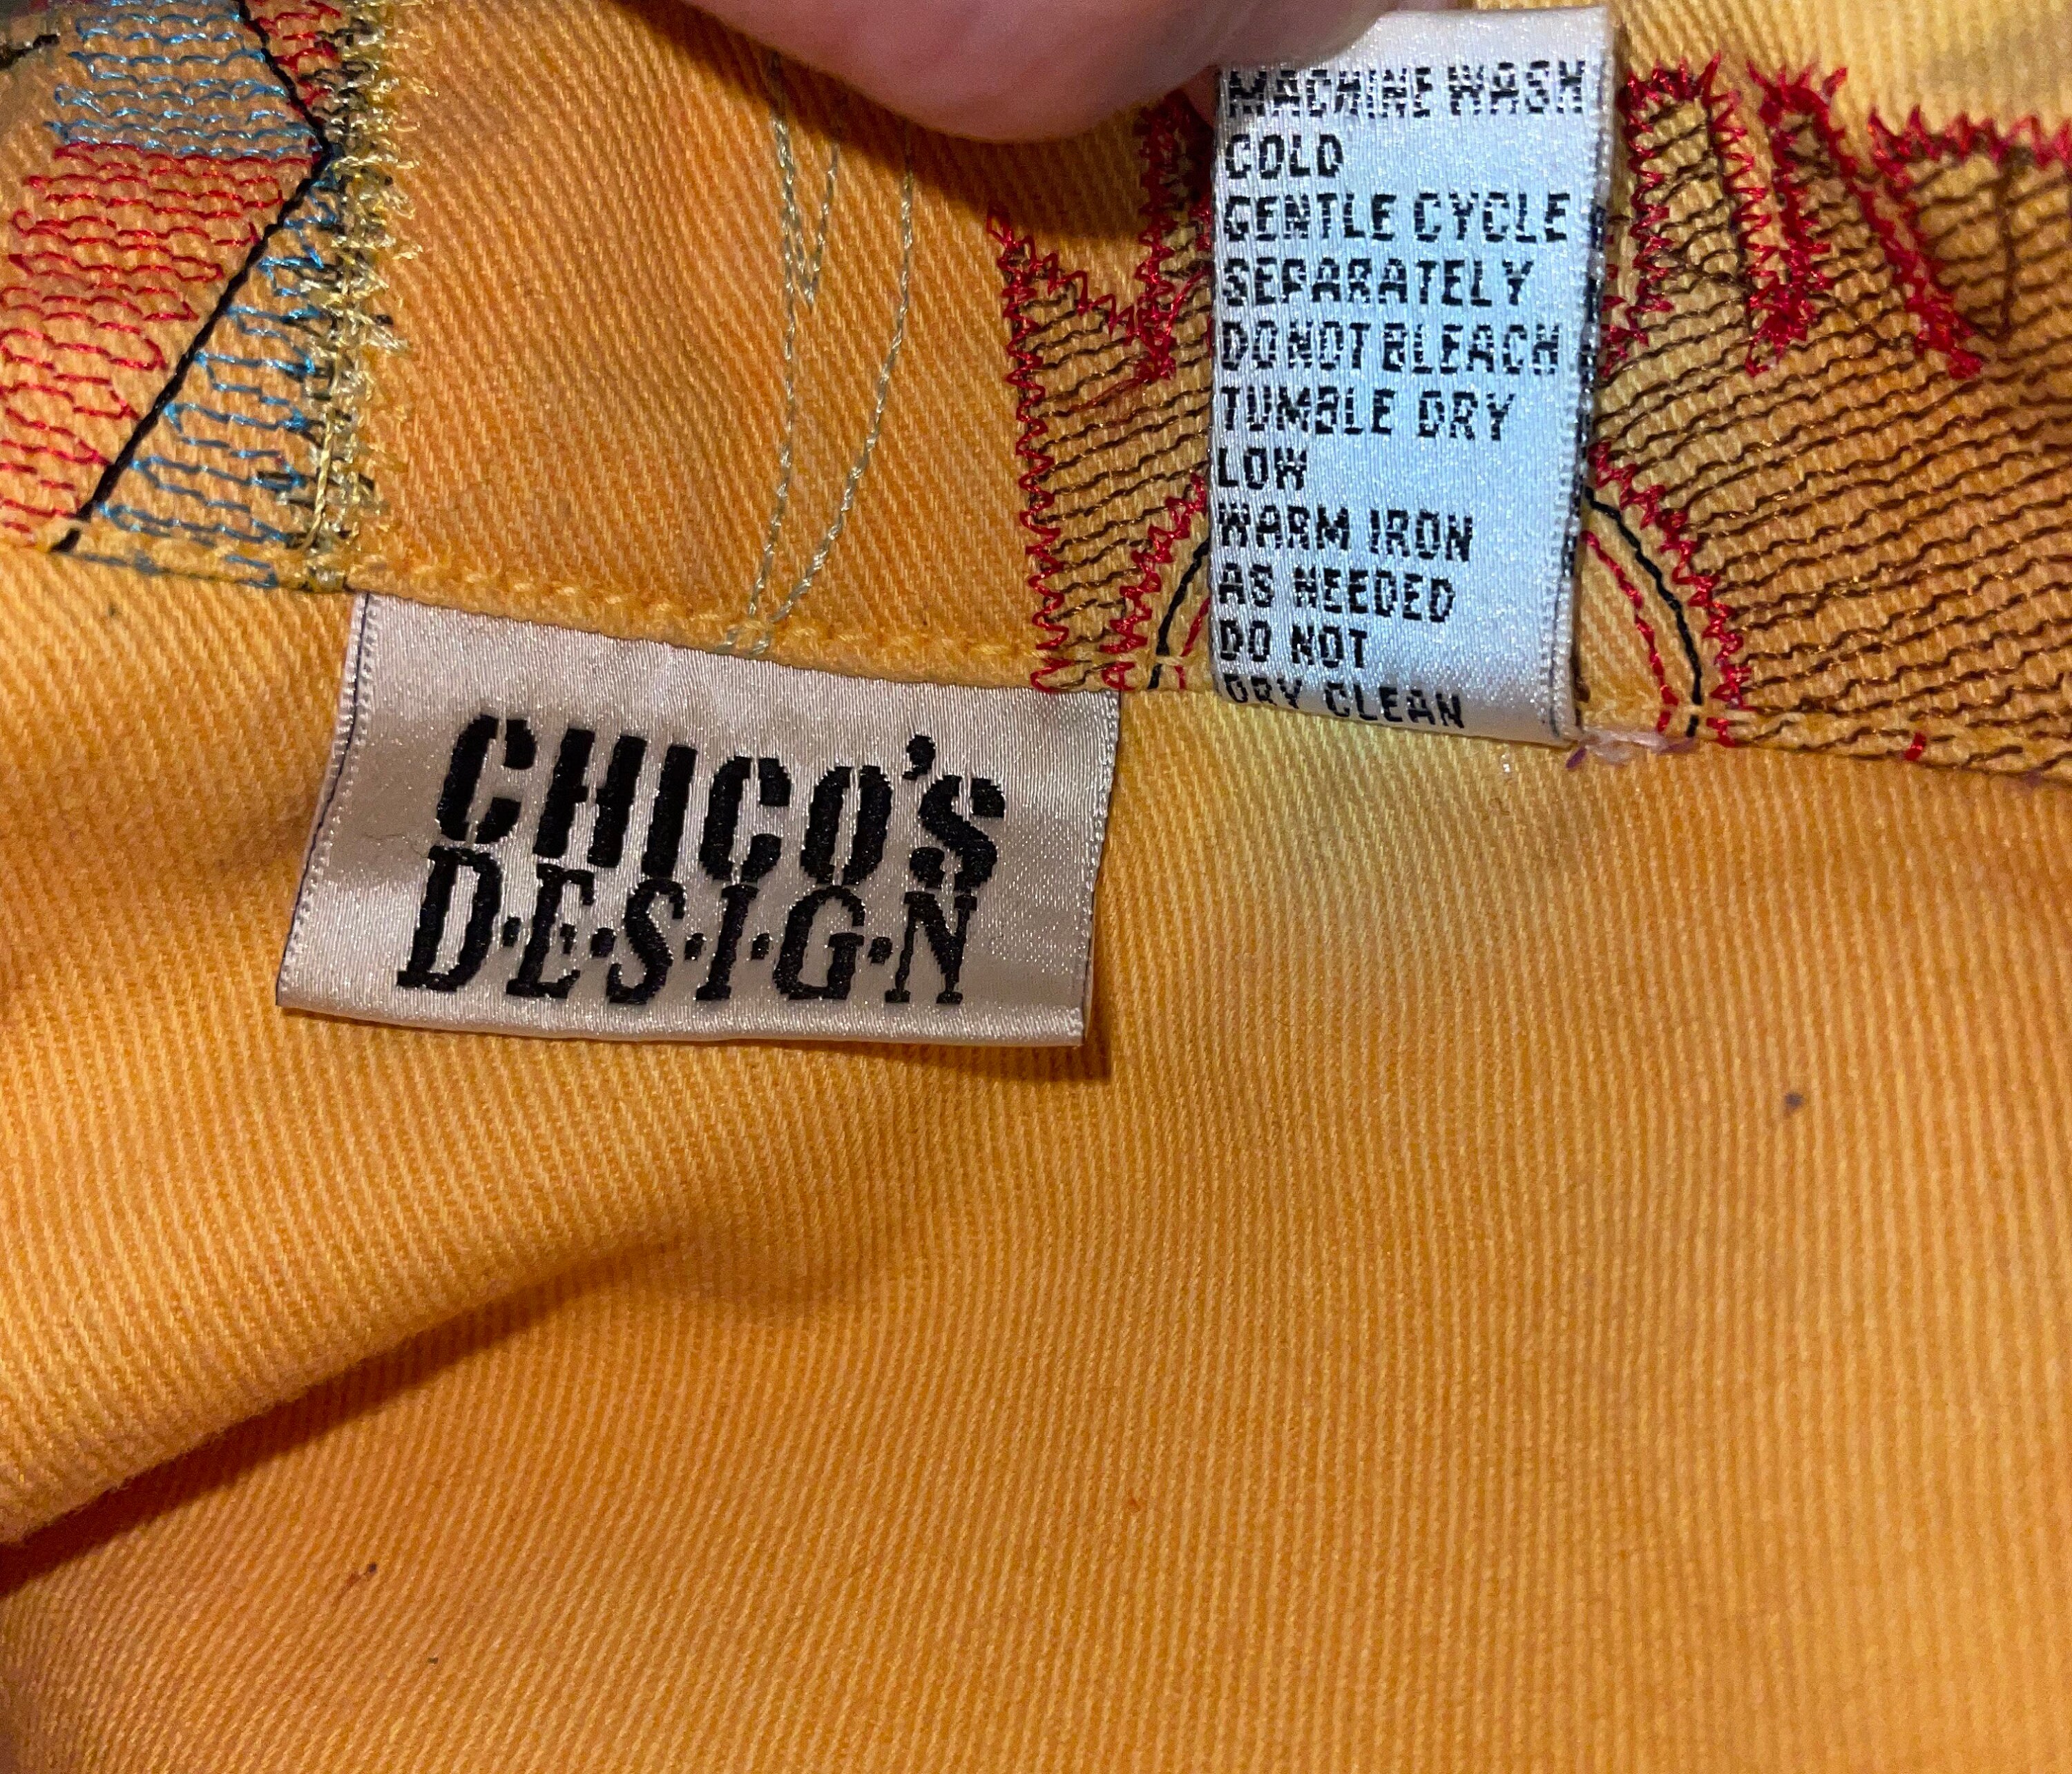 MACHINE WASH
COLD
GENTLE CYCLE
SEPARATELY
DO NOT BLEACH
TUMBLE DRY
LOW
WARM IRON
AS NEEDED
DO NOT
DRY CLEAN
CHICO'S
D·E·S·I·G·N